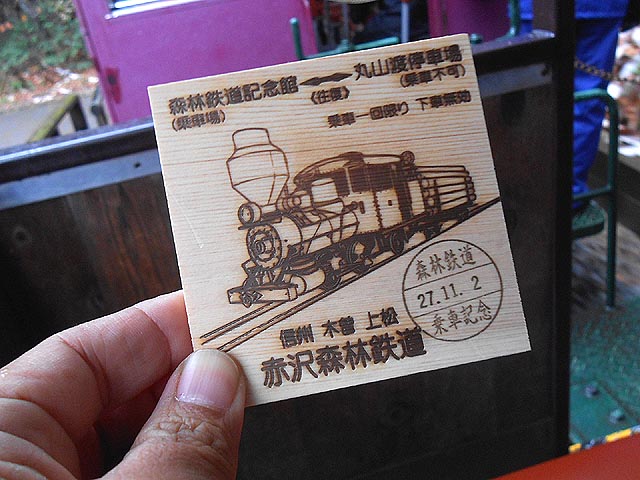 森林鉄道記念館
(乗車場)
〈往復〉
丸山渡停車場
(乗車不可)
乗車一回限り 下車無効
森林鉄道
27.11.2
乗車記念
信州 木曽 上松
赤沢森林鉄道